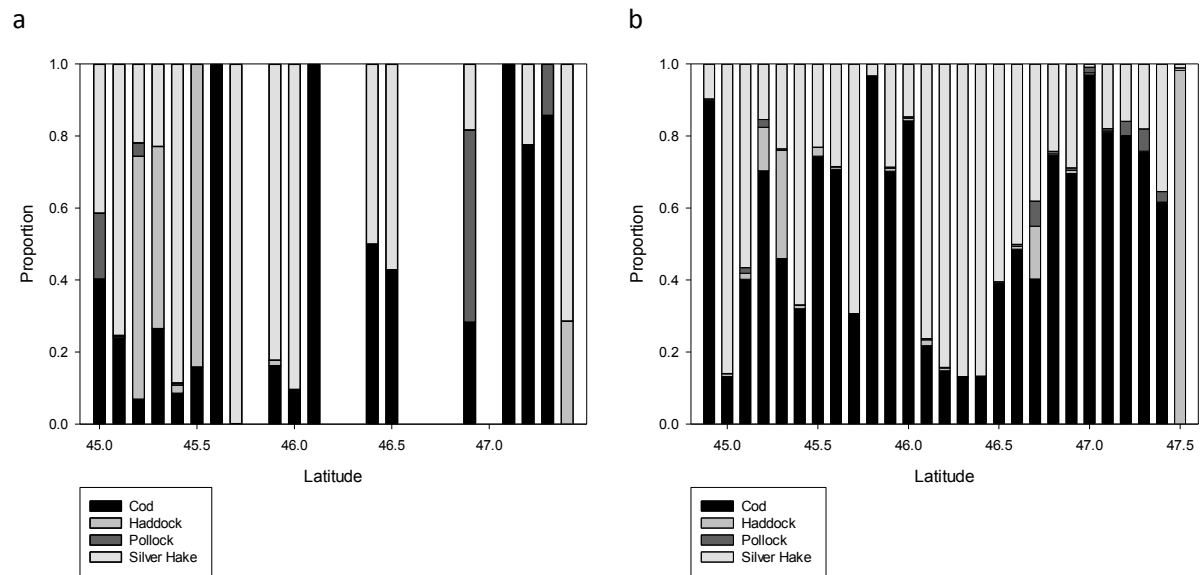 a
1.0
0.8
0.6
0.4
0.2
0.0
Proportion
45.0 45.5 46.0 46.5 47.0
Latitude
Cod
Haddock
Pollock
Silver Hake
b
1.0
0.8
0.6
0.4
0.2
0.0
Proportion
45.0 45.5 46.0 46.5 47.0 47.5
Latitude
Cod
Haddock
Pollock
Silver Hake